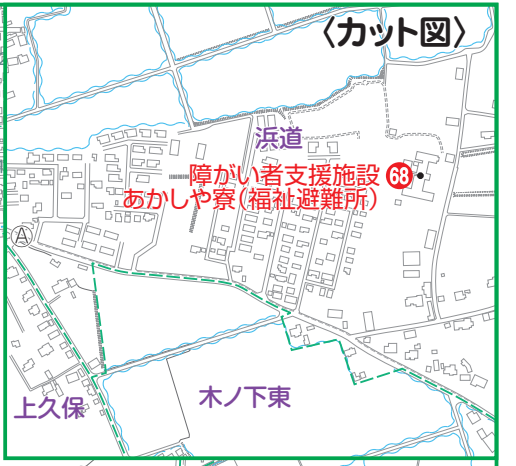 〈カット図〉
浜道
障がい者支援施設 68
あかしや寮(福祉避難所)
A
上久保
木ノ下東